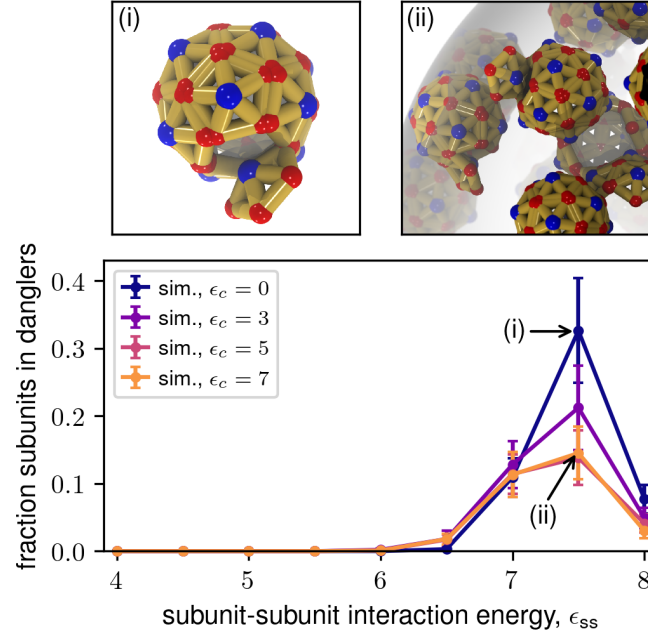 (i)
(ii)
fraction subunits in danglers
0.4
0.3
0.2
0.1
0.0
sim., ϵc = 0
sim., ϵc = 3
sim., ϵc = 5
sim., ϵc = 7
(i)
(ii)
4 5 6 7 8
subunit-subunit interaction energy, ϵss